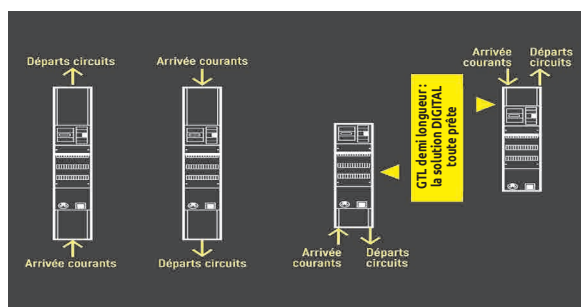 Départs circuits
Arrivée courants
Arrivée courants
Départs circuits
GTL demi longueur :
la solution DIGITAL
toute prête
Arrivée
courants
Départs
circuits
Arrivée
courants
Départs
circuits